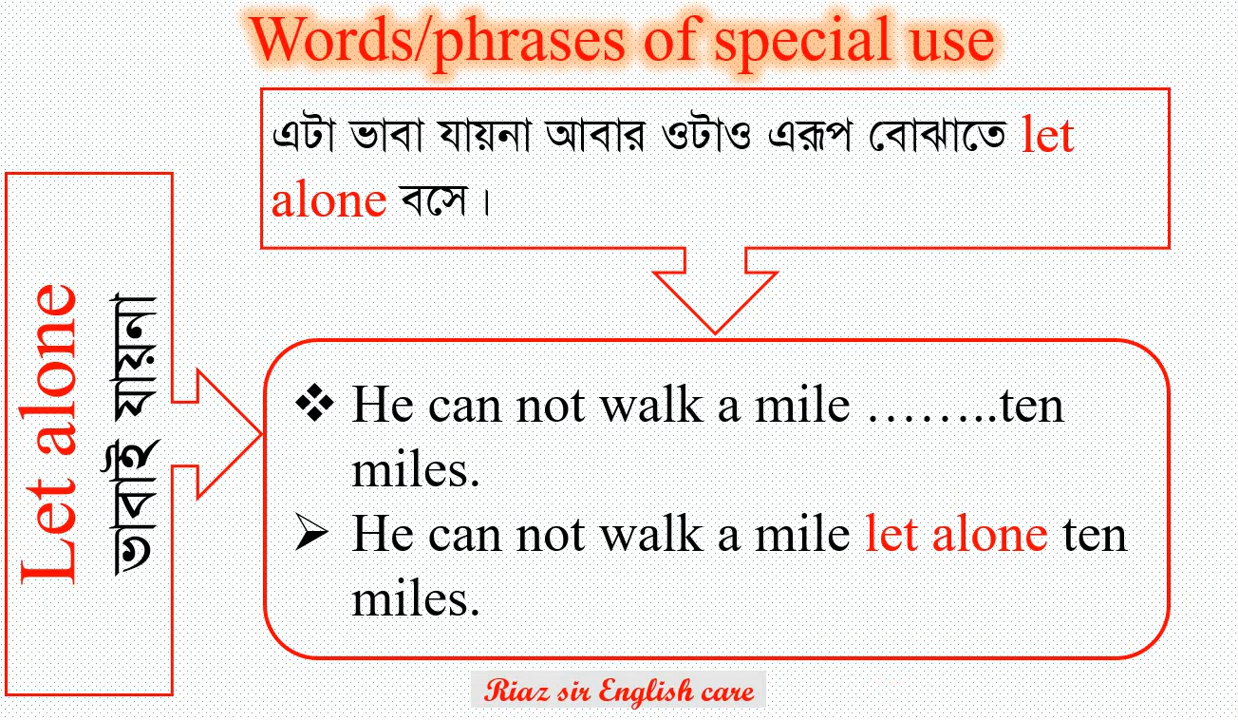 Words/phrases of special use
এটা ভাবা যায়না আবার ওটাও এরূপ বোঝাতে let
alone বসে।
Let alone
ভাবাই যায়না
❖ He can not walk a mile ……..ten
miles.
➢ He can not walk a mile let alone ten
miles.
Riaz sir English care